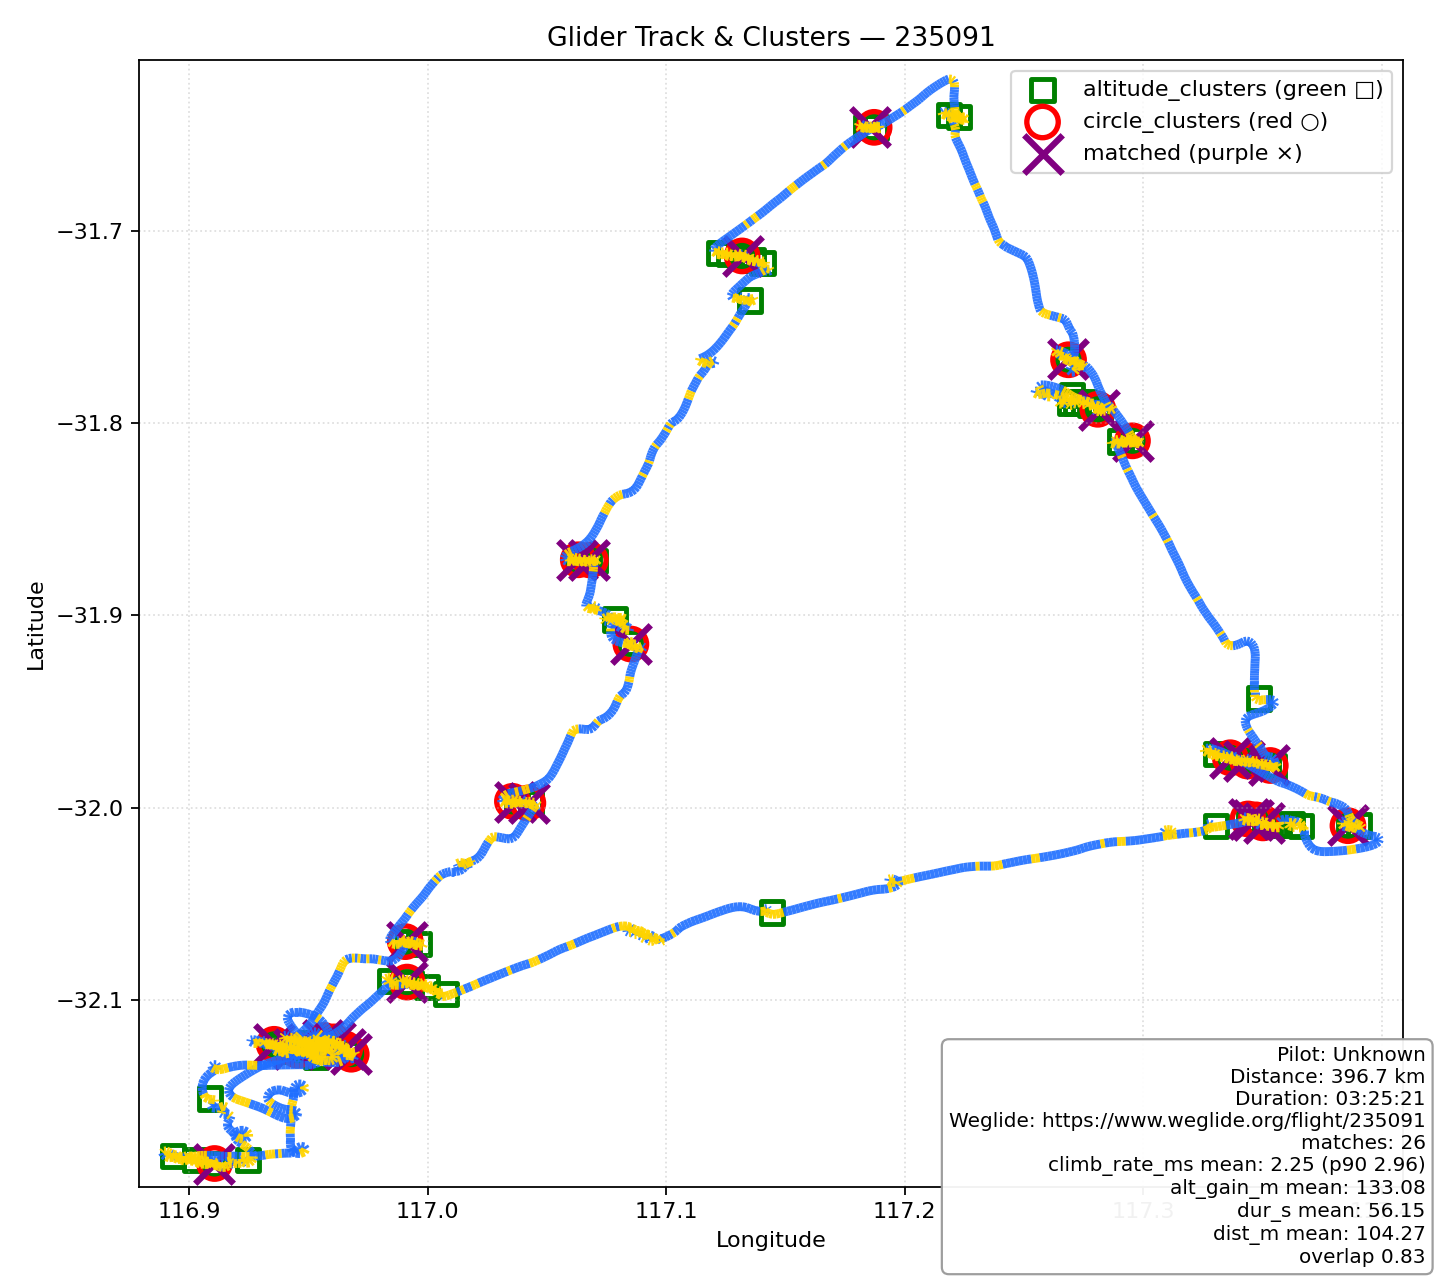 Glider Track & Clusters — 235091
altitude_clusters (green □)
circle_clusters (red ○)
matched (purple ×)
Latitude
−31.7
−31.8
−31.9
−32.0
−32.1
116.9
117.0
117.1
117.2
117.3
Longitude
Pilot: Unknown
Distance: 396.7 km
Duration: 03:25:21
Weglide: https://www.weglide.org/flight/235091
matches: 26
climb_rate_ms mean: 2.25 (p90 2.96)
alt_gain_m mean: 133.08
dur_s mean: 56.15
dist_m mean: 104.27
overlap 0.83